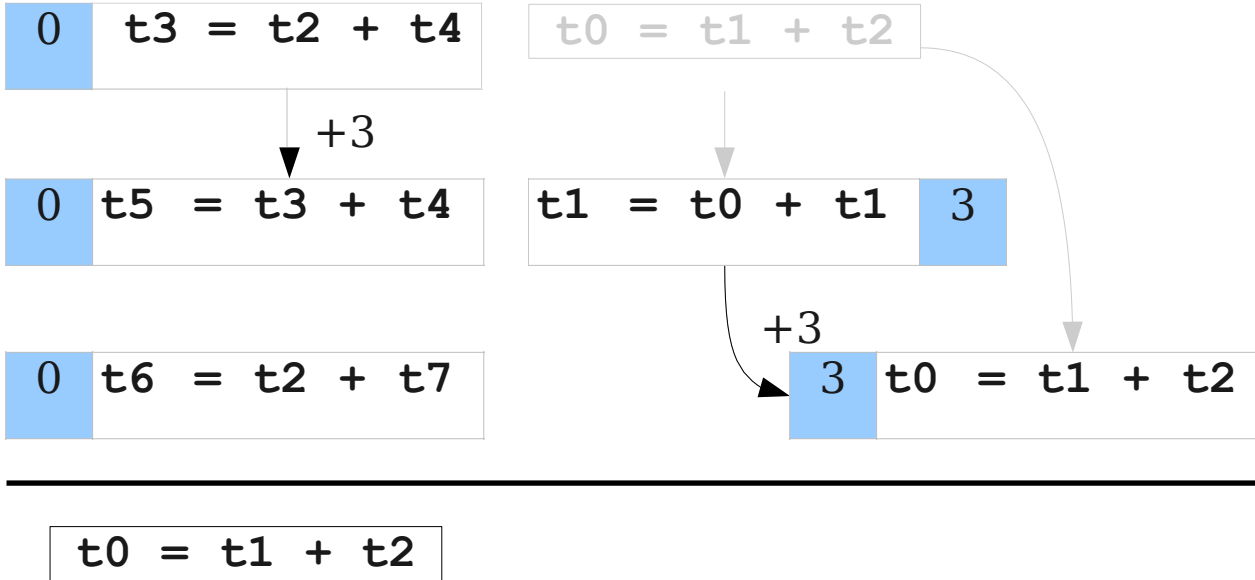 0 t3 = t2 + t4 t0 = t1 + t2
+3
0 t5 = t3 + t4 t1 = t0 + t1 3
+3
0 t6 = t2 + t7 3 t0 = t1 + t2
t0 = t1 + t2